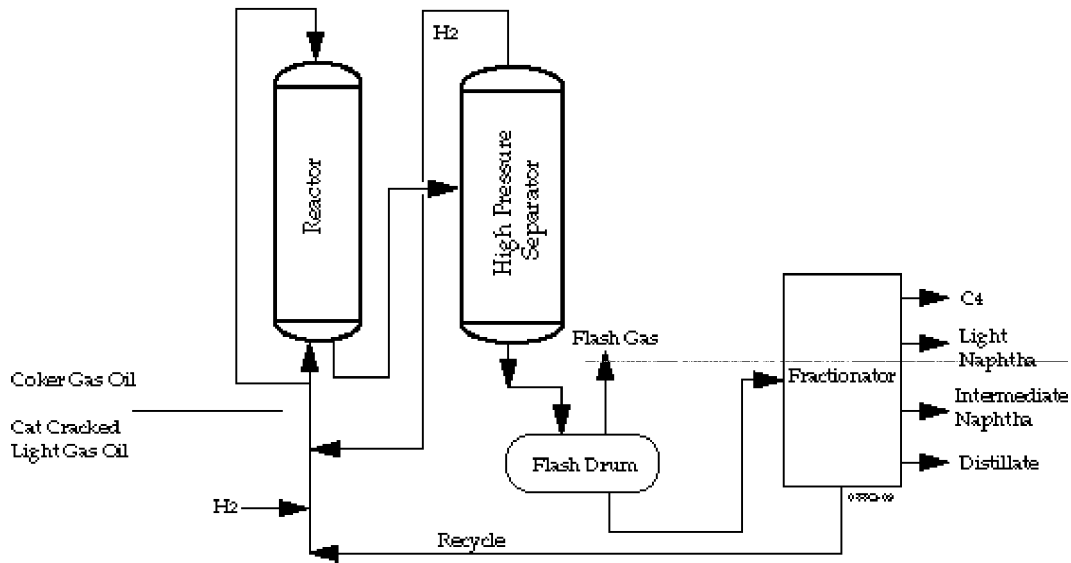 H2
Reactor
High Pressure
Separator
C4
Flash Gas
Light
Naphtha
Fractionator
Coker Gas Oil
Intermediate
Naphtha
Cat Cracked
Light Gas Oil
Flash Drum
Distillate
H2
Recycle